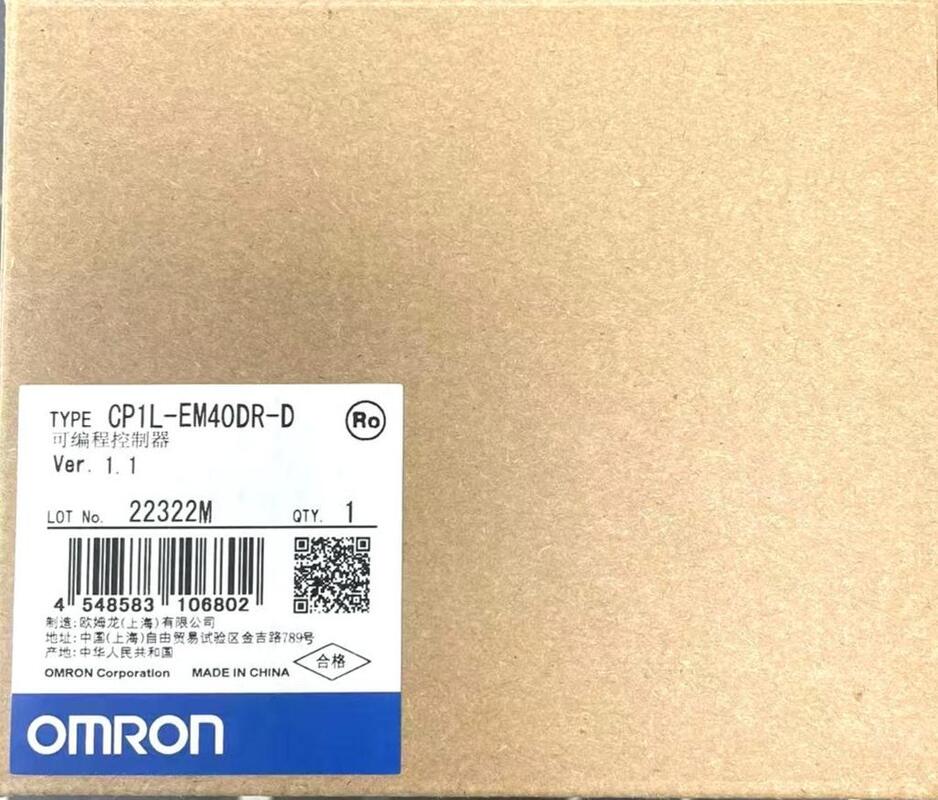 TYPE CP1L-EM40DR-D
Ro
可编程控制器
Ver. 1.1
LOT No. 22322M QTY. 1
4 548583 106802
制造:欧姆龙(上海)有限公司
地址:中国(上海)自由贸易试验区金吉路789号
产地:中华人民共和国
合格
OMRON Corporation MADE IN CHINA
OMRON